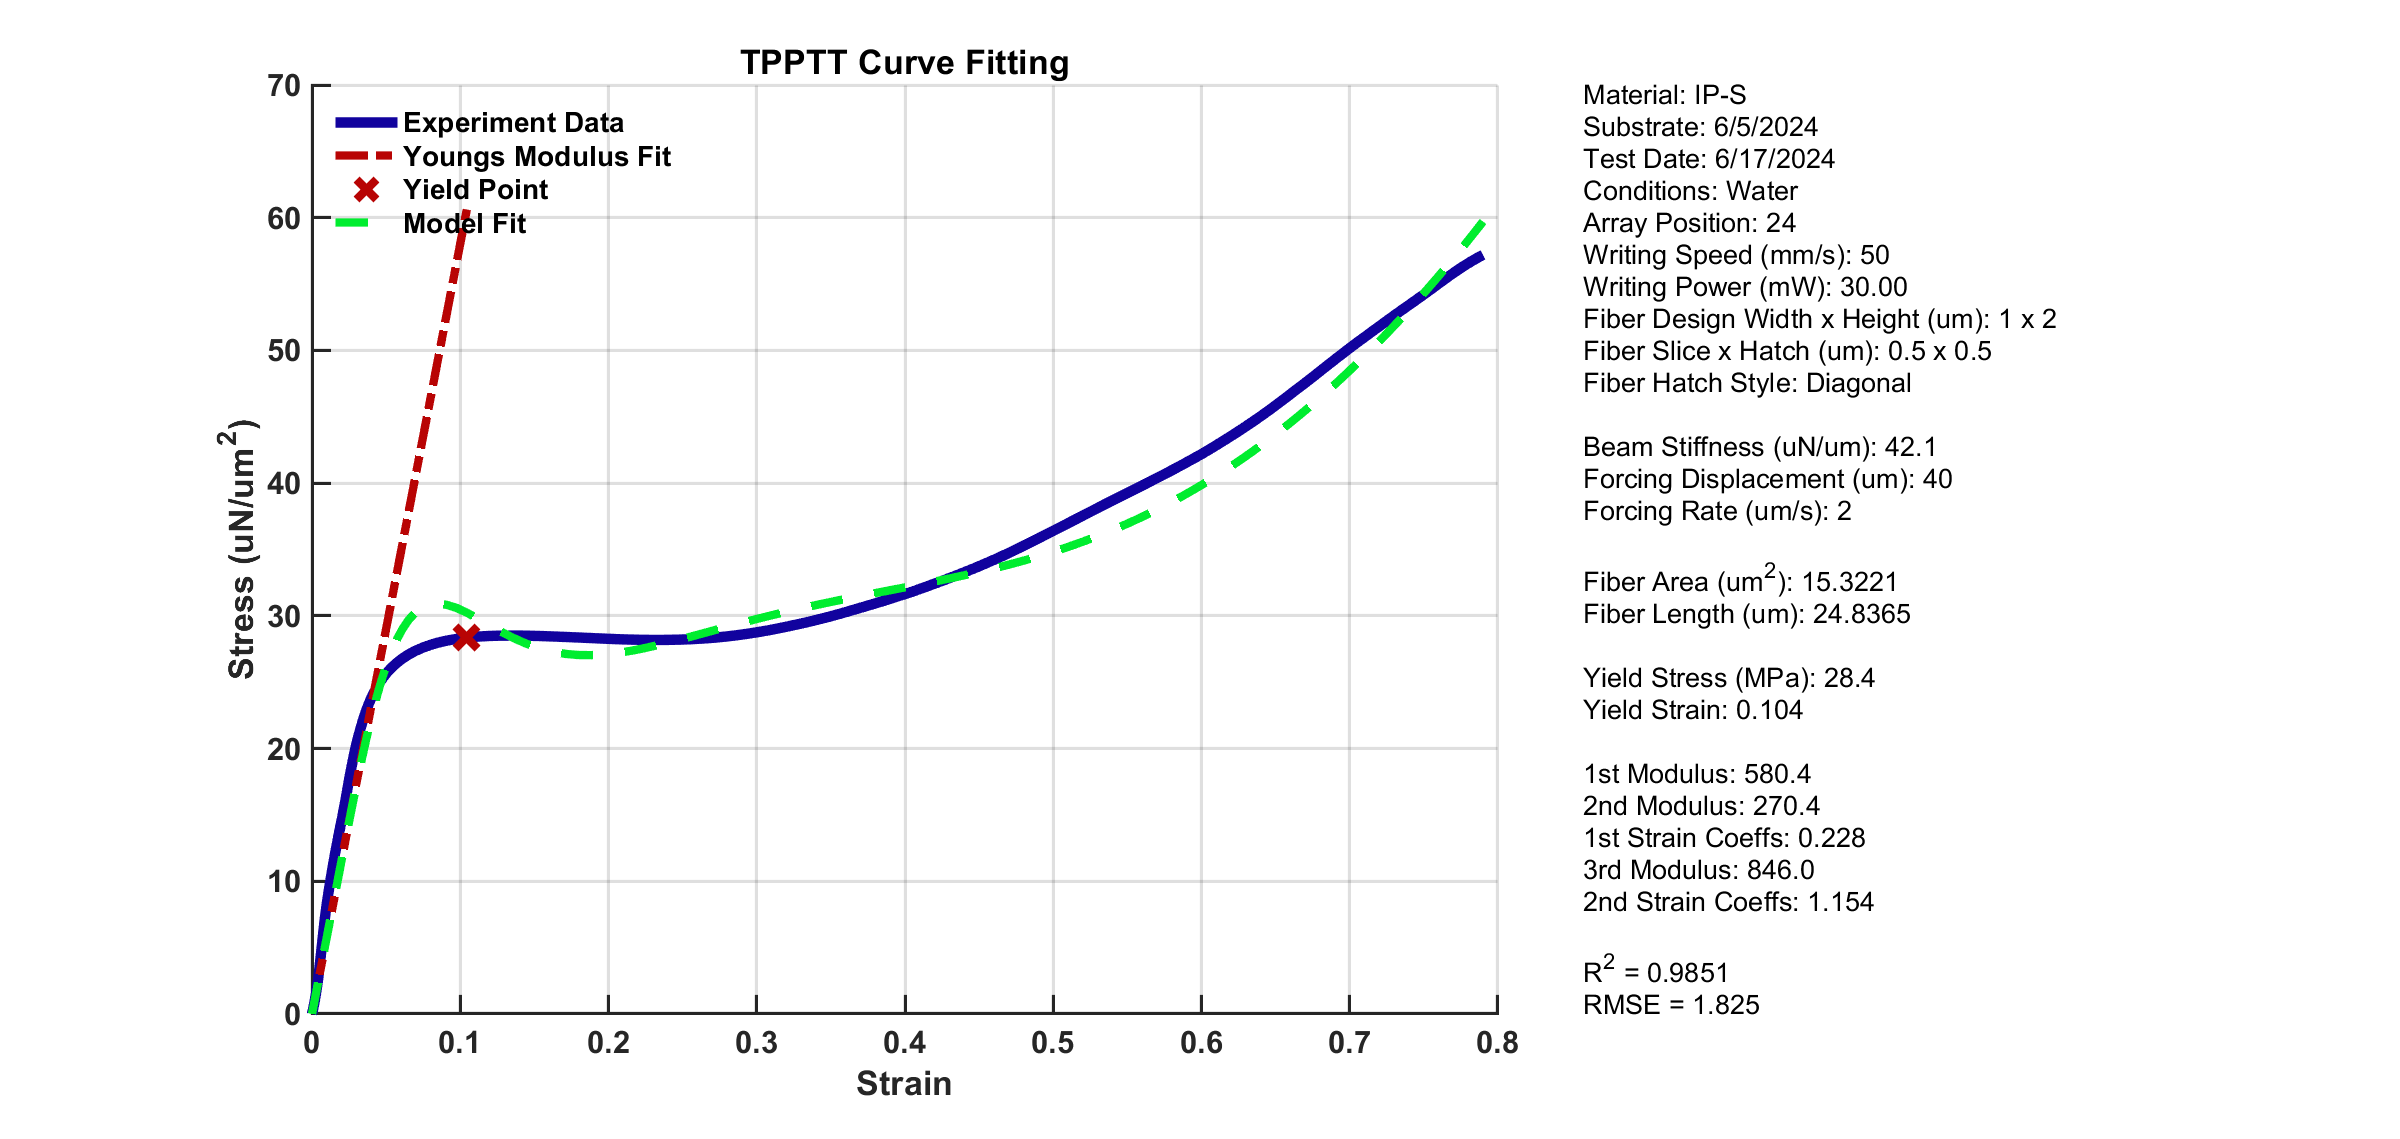 TPPTT Curve Fitting
70
60
50
40
30
20
10
0
Stress (uN/um²)
Experiment Data
Youngs Modulus Fit
Yield Point
Model Fit
0 0.1 0.2 0.3 0.4 0.5 0.6 0.7 0.8
Strain
Material: IP-S
Substrate: 6/5/2024
Test Date: 6/17/2024
Conditions: Water
Array Position: 24
Writing Speed (mm/s): 50
Writing Power (mW): 30.00
Fiber Design Width x Height (um): 1 x 2
Fiber Slice x Hatch (um): 0.5 x 0.5
Fiber Hatch Style: Diagonal
Beam Stiffness (uN/um): 42.1
Forcing Displacement (um): 40
Forcing Rate (um/s): 2
Fiber Area (um²): 15.3221
Fiber Length (um): 24.8365
Yield Stress (MPa): 28.4
Yield Strain: 0.104
1st Modulus: 580.4
2nd Modulus: 270.4
1st Strain Coeffs: 0.228
3rd Modulus: 846.0
2nd Strain Coeffs: 1.154
R² = 0.9851
RMSE = 1.825